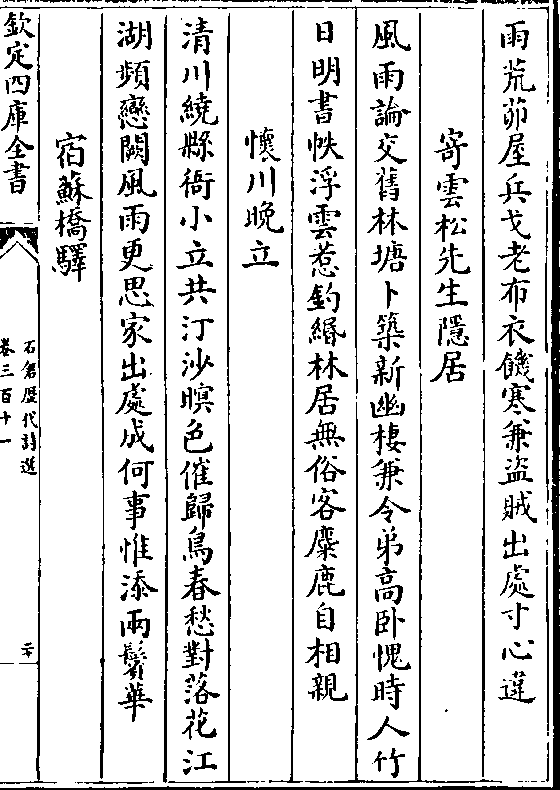 雨荒茆屋兵戈老布衣饑寒兼盜賊出處寸心違
寄雲松先生隱居
風雨論交舊林塘卜築新幽棲兼令弟高卧愧時人竹
日明書帙浮雲惹釣緡林居無俗客麋鹿自相親
懷川晚立
清川繞縣衙小立共汀沙暝色催歸鳥春愁對落花江
湖頻戀闕風雨更思家出處成何事惟添兩鬢華
宿蘇橋驛
欽定四庫全書
石倉歷代詩選
卷三百十一
二十